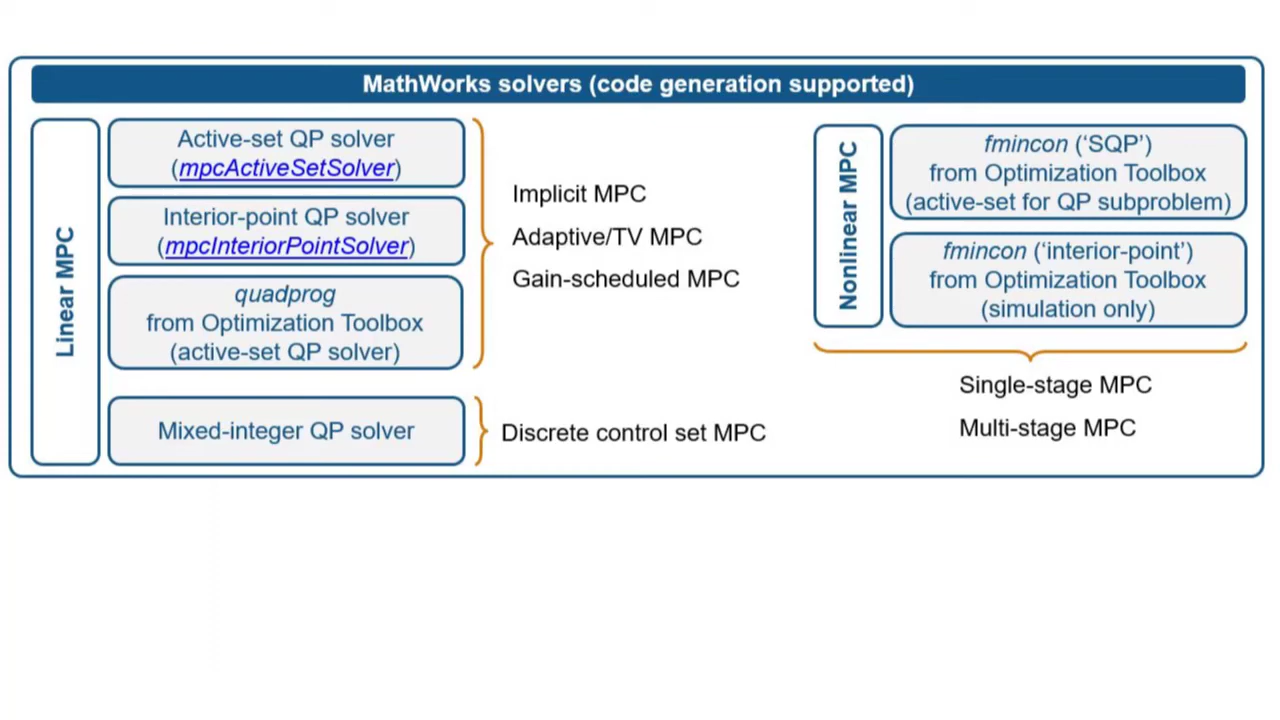 MathWorks solvers (code generation supported)
Linear MPC
Active-set QP solver
(mpcActiveSetSolver)
Interior-point QP solver
(mpcInteriorPointSolver)
quadprog
from Optimization Toolbox
(active-set QP solver)
Mixed-integer QP solver
Implicit MPC
Adaptive/TV MPC
Gain-scheduled MPC
Discrete control set MPC
Nonlinear MPC
fmincon (‘SQP’)
from Optimization Toolbox
(active-set for QP subproblem)
fmincon (‘interior-point’)
from Optimization Toolbox
(simulation only)
Single-stage MPC
Multi-stage MPC